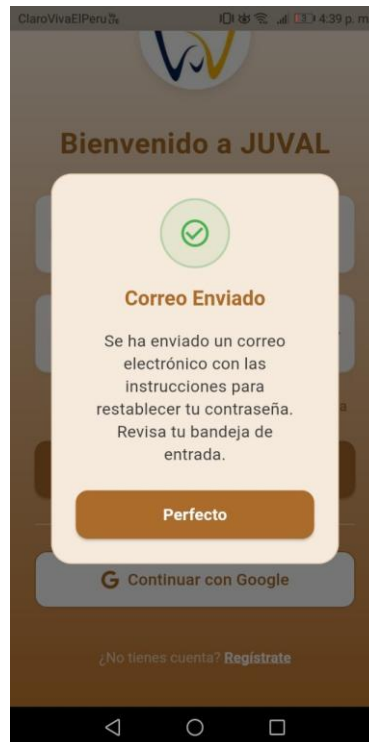 ClaroVivaElPeru 4:39 p. m
Bienvenido a JUVAL
Correo Enviado
Se ha enviado un correo
electrónico con las
instrucciones para
restablecer tu contraseña.
Revisa tu bandeja de
entrada.
a
Perfecto
G Continuar con Google
¿No tienes cuenta? Regístrate